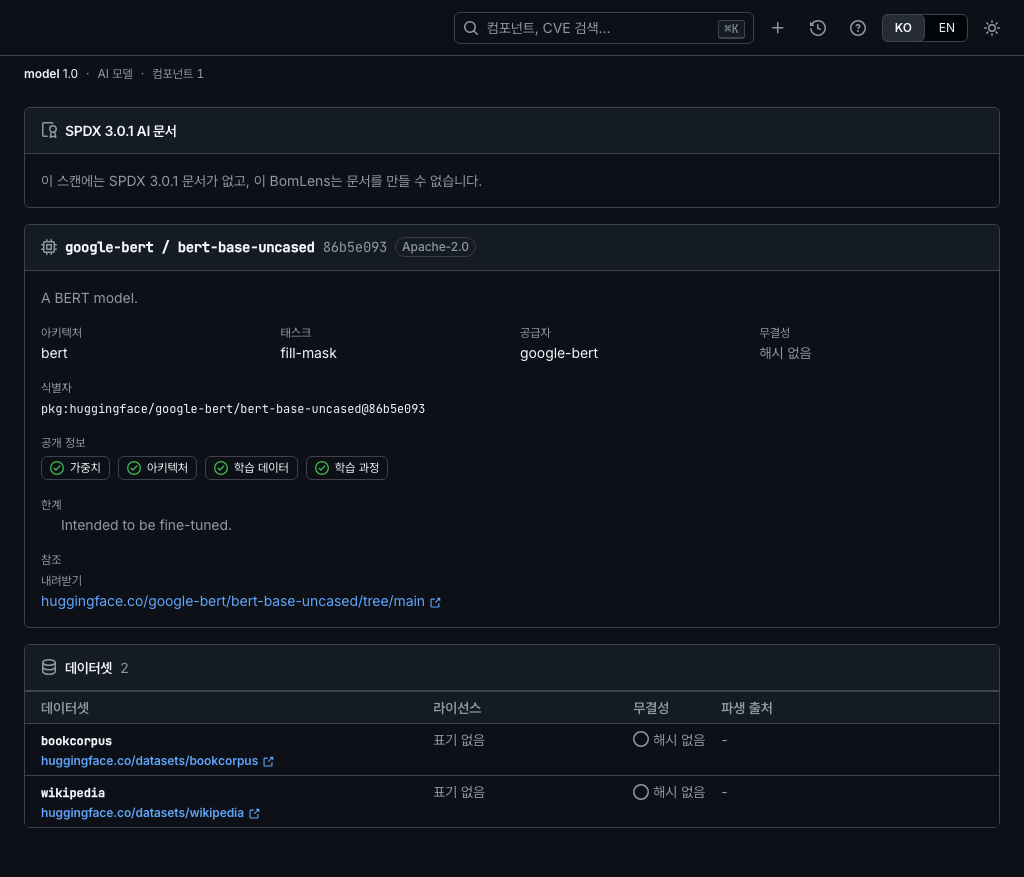 컴포넌트, CVE 검색...
⌘K
KO
EN
model 1.0 · AI 모델 · 컴포넌트 1
SPDX 3.0.1 AI 문서
이 스캔에는 SPDX 3.0.1 문서가 없고, 이 BomLens는 문서를 만들 수 없습니다.
google-bert / bert-base-uncased 86b5e093 Apache-2.0
A BERT model.
아키텍처 태스크 공급자 무결성
bert fill-mask google-bert 해시 없음
식별자
pkg:huggingface/google-bert/bert-base-uncased@86b5e093
공개 정보
가중치 아키텍처 학습 데이터 학습 과정
한계
Intended to be fine-tuned.
참조
내려받기
huggingface.co/google-bert/bert-base-uncased/tree/main
데이터셋 2
데이터셋 라이선스 무결성 파생 출처
bookcorpus 표기 없음 해시 없음 -
huggingface.co/datasets/bookcorpus
wikipedia 표기 없음 해시 없음 -
huggingface.co/datasets/wikipedia